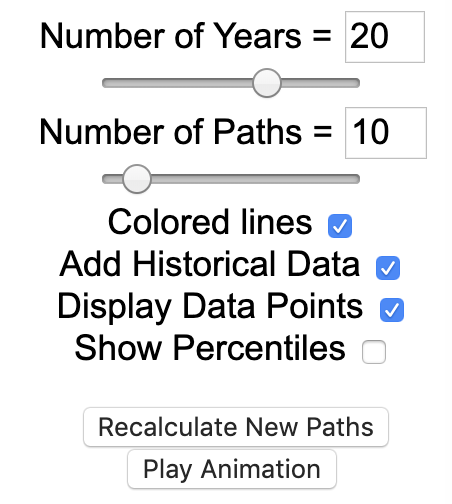 Number of Years = 20
Number of Paths = 10
Colored lines
Add Historical Data
Display Data Points
Show Percentiles
Recalculate New Paths
Play Animation